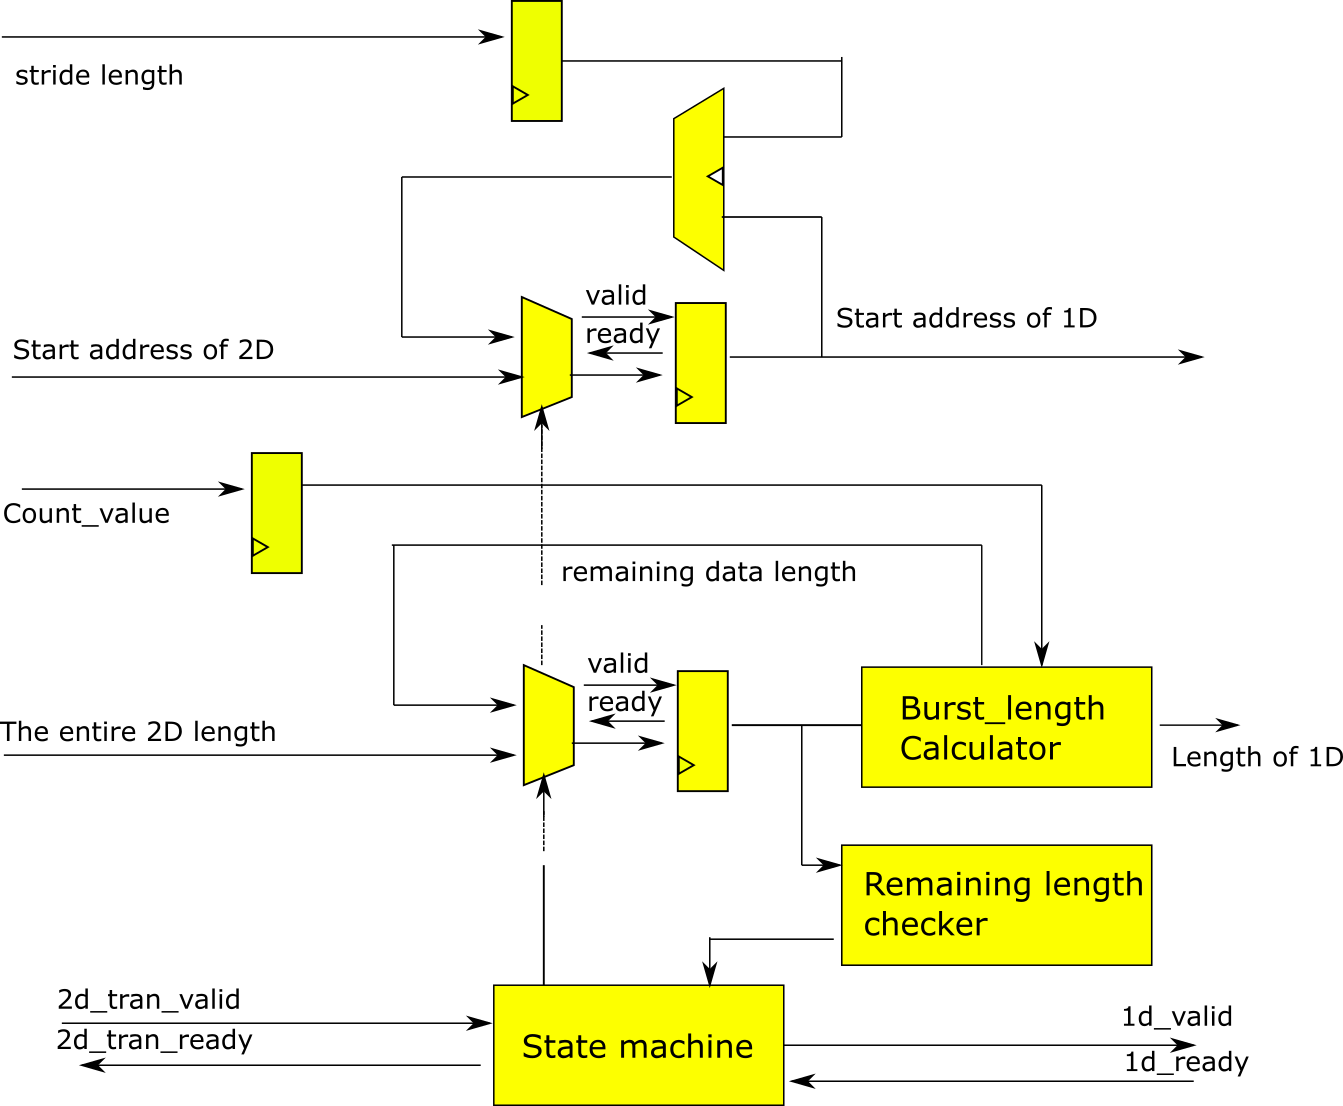 stride length
valid
ready
Start address of 1D
Start address of 2D
Count_value
remaining data length
valid
ready
The entire 2D length
Burst_length
Calculator
Length of 1D
Remaining length
checker
2d_tran_valid
2d_tran_ready
State machine
1d_valid
1d_ready